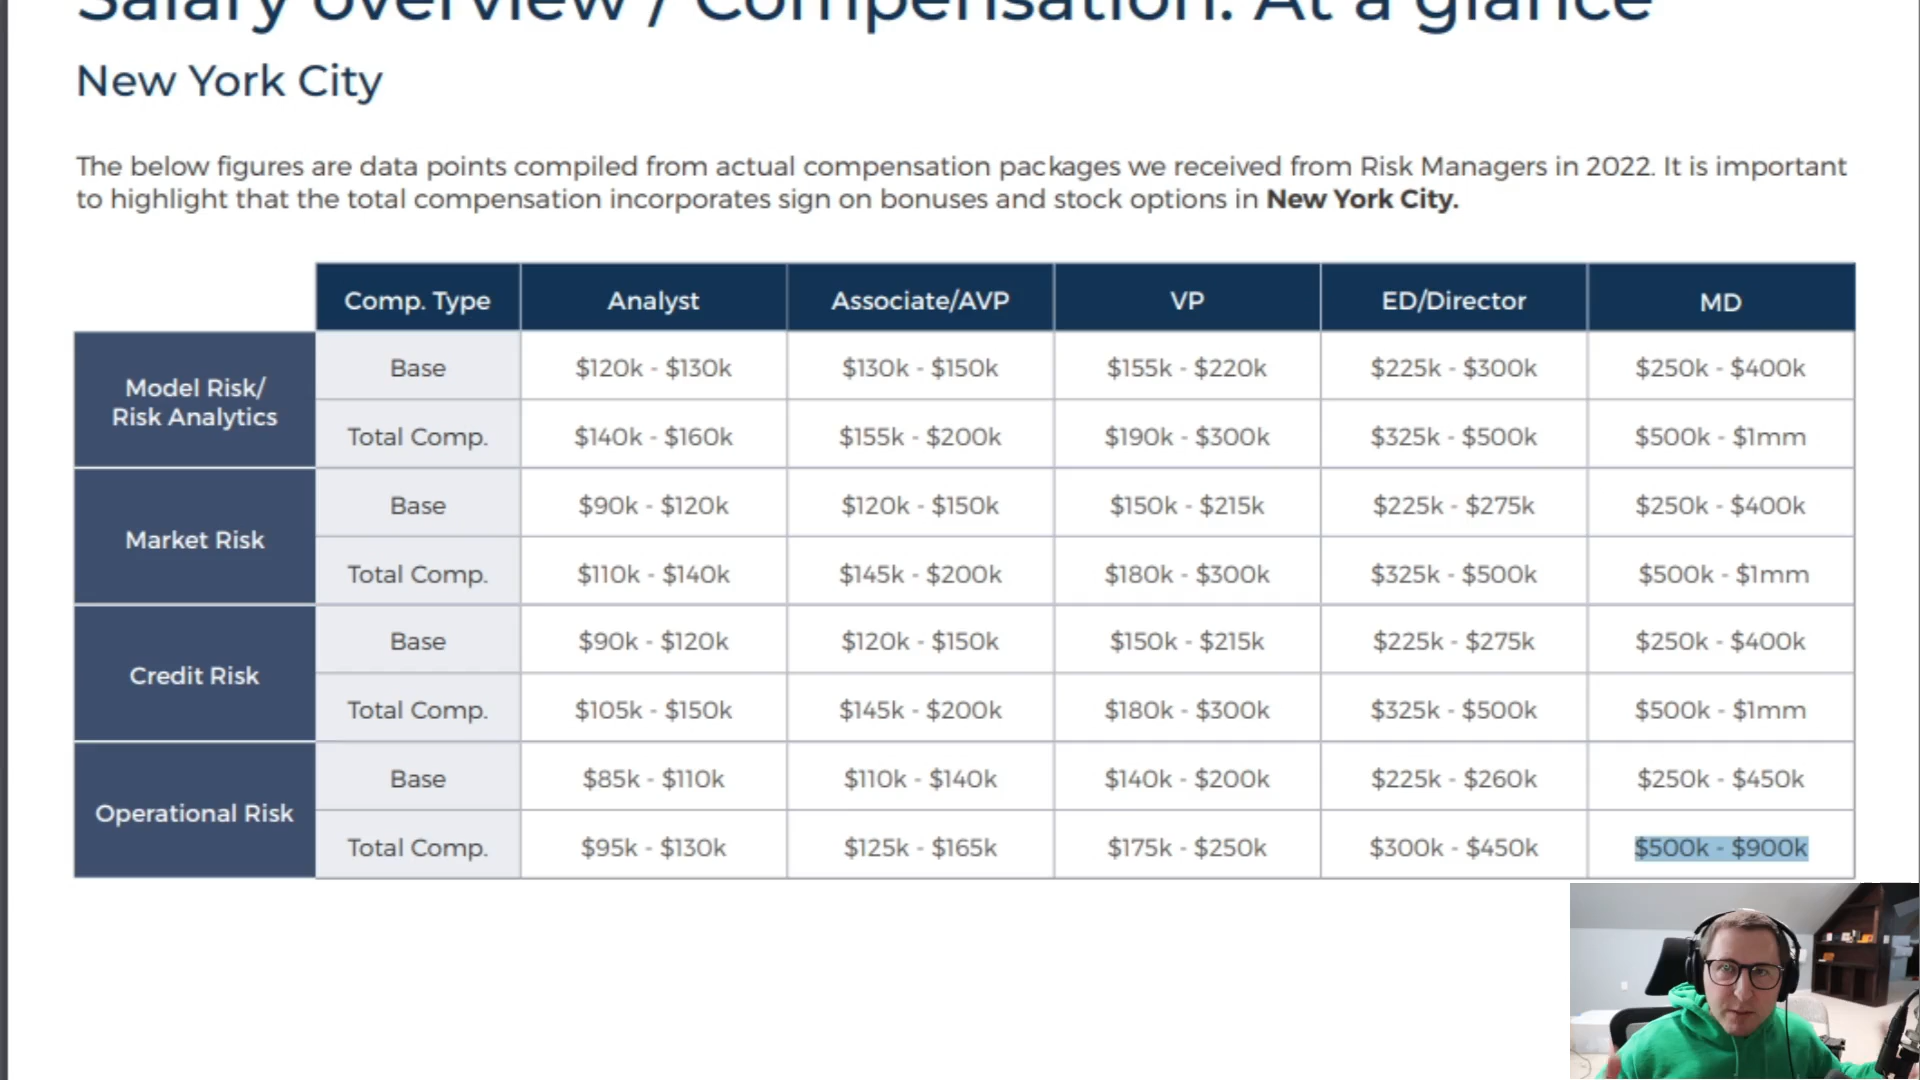 Salary overview / Compensation: At a glance
New York City
The below figures are data points compiled from actual compensation packages we received from Risk Managers in 2022. It is important
to highlight that the total compensation incorporates sign on bonuses and stock options in New York City.
Comp. Type Analyst Associate/AVP VP ED/Director MD
Model Risk/
Risk Analytics
Base $120k - $130k $130k - $150k $155k - $220k $225k - $300k $250k - $400k
Total Comp. $140k - $160k $155k - $200k $190k - $300k $325k - $500k $500k - $1mm
Market Risk
Base $90k - $120k $120k - $150k $150k - $215k $225k - $275k $250k - $400k
Total Comp. $110k - $140k $145k - $200k $180k - $300k $325k - $500k $500k - $1mm
Credit Risk
Base $90k - $120k $120k - $150k $150k - $215k $225k - $275k $250k - $400k
Total Comp. $105k - $150k $145k - $200k $180k - $300k $325k - $500k $500k - $1mm
Operational Risk
Base $85k - $110k $110k - $140k $140k - $200k $225k - $260k $250k - $450k
Total Comp. $95k - $130k $125k - $165k $175k - $250k $300k - $450k $500k - $900k